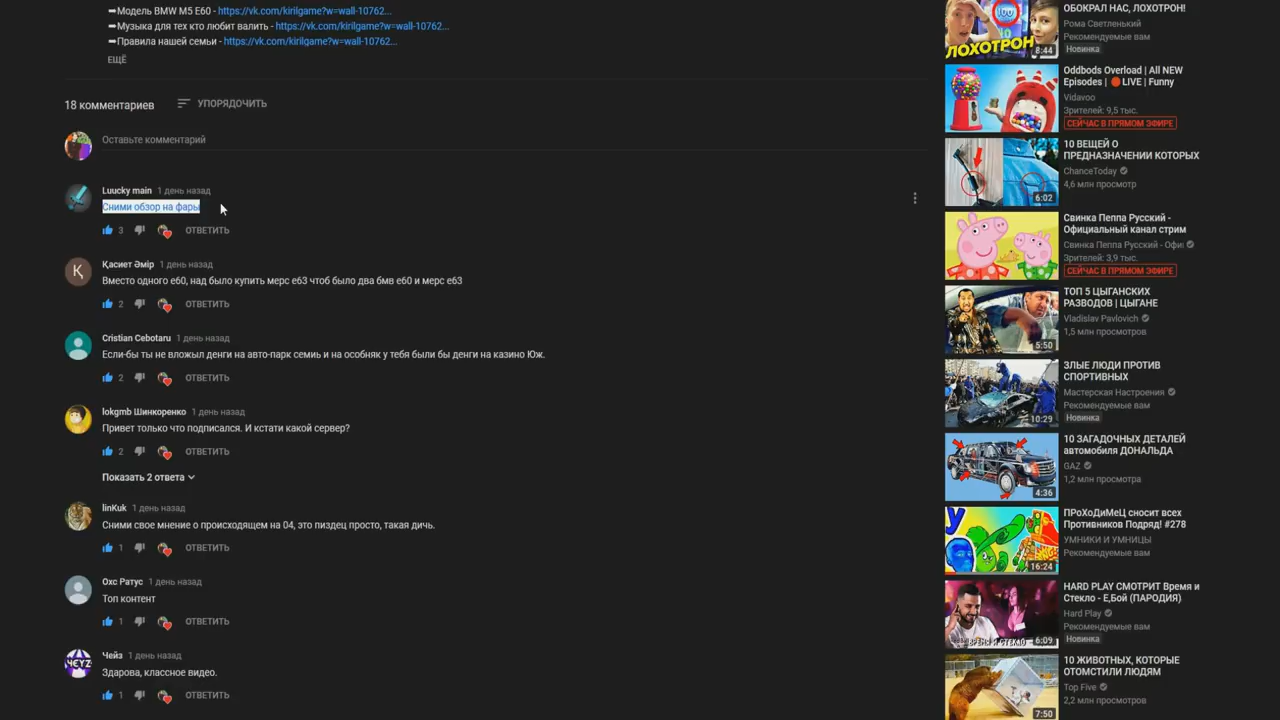 ➡Модель BMW M5 E60 - https://vk.com/kirilgame?w=wall-10762...
➡Музыка для тех кто любит валить - https://vk.com/kirilgame?w=wall-10762...
➡Правила нашей семьи - https://vk.com/kirilgame?w=wall-10762...
ЕЩЁ
18 комментариев
УПОРЯДОЧИТЬ
Оставьте комментарий
Luucky main 1 день назад
Сними обзор на фары
3 ОТВЕТИТЬ
Қасиет Әмір 1 день назад
Вместо одного е60, над было купить мерс е63 чтоб было два бмв е60 и мерс е63
2 ОТВЕТИТЬ
Cristian Cebotaru 1 день назад
Если-бы ты не вложыл денги на авто-парк семиь и на особняк у тебя были бы денги на казино Юж.
2 ОТВЕТИТЬ
lokgmb Шинкоренко 1 день назад
Привет только что подписался. И кстати какой сервер?
2 ОТВЕТИТЬ
Показать 2 ответа
linKuk 1 день назад
Сними свое мнение о происходящем на 04, это пиздец просто, такая дичь.
1 ОТВЕТИТЬ
Охс Ратус 1 день назад
Топ контент
1 ОТВЕТИТЬ
Чейз 1 день назад
Здарова, классное видео.
1 ОТВЕТИТЬ
К
ЧЕYZ
ОБОКРАЛ НАС, ЛОХОТРОН!
Рома Светленький
Рекомендуемые вам
Новинка
100
ЛОХОТРОН
8:44
Oddbods Overload | All NEW
Episodes | 🔴LIVE | Funny
Vidavoo
Зрителей: 9,5 тыс.
СЕЙЧАС В ПРЯМОМ ЭФИРЕ
10 ВЕЩЕЙ О
ПРЕДНАЗНАЧЕНИИ КОТОРЫХ
ChanceToday
4,6 млн просмотр
6:02
Свинка Пеппа Русский -
Официальный канал стрим
Свинка Пеппа Русский - Офи
Зрителей: 3,9 тыс.
СЕЙЧАС В ПРЯМОМ ЭФИРЕ
ТОП 5 ЦЫГАНСКИХ
РАЗВОДОВ | ЦЫГАНЕ
Vladislav Pavlovich
1,5 млн просмотров
5:50
ЗЛЫЕ ЛЮДИ ПРОТИВ
СПОРТИВНЫХ
Мастерская Настроения
Рекомендуемые вам
Новинка
10:29
10 ЗАГАДОЧНЫХ ДЕТАЛЕЙ
автомобиля ДОНАЛЬДА
GAZ
1,2 млн просмотра
4:36
ПРоХоДиМеЦ сносит всех
Противников Подряд! #278
УМНИКИ И УМНИЦЫ
Рекомендуемые вам
16:24
HARD PLAY СМОТРИТ Время и
Стекло - Е,Бой (ПАРОДИЯ)
Hard Play
Рекомендуемые вам
Новинка
ВРЕМЯ И СТЕКЛО
6:09
10 ЖИВОТНЫХ, КОТОРЫЕ
ОТОМСТИЛИ ЛЮДЯМ
Top Five
2,2 млн просмотров
7:50